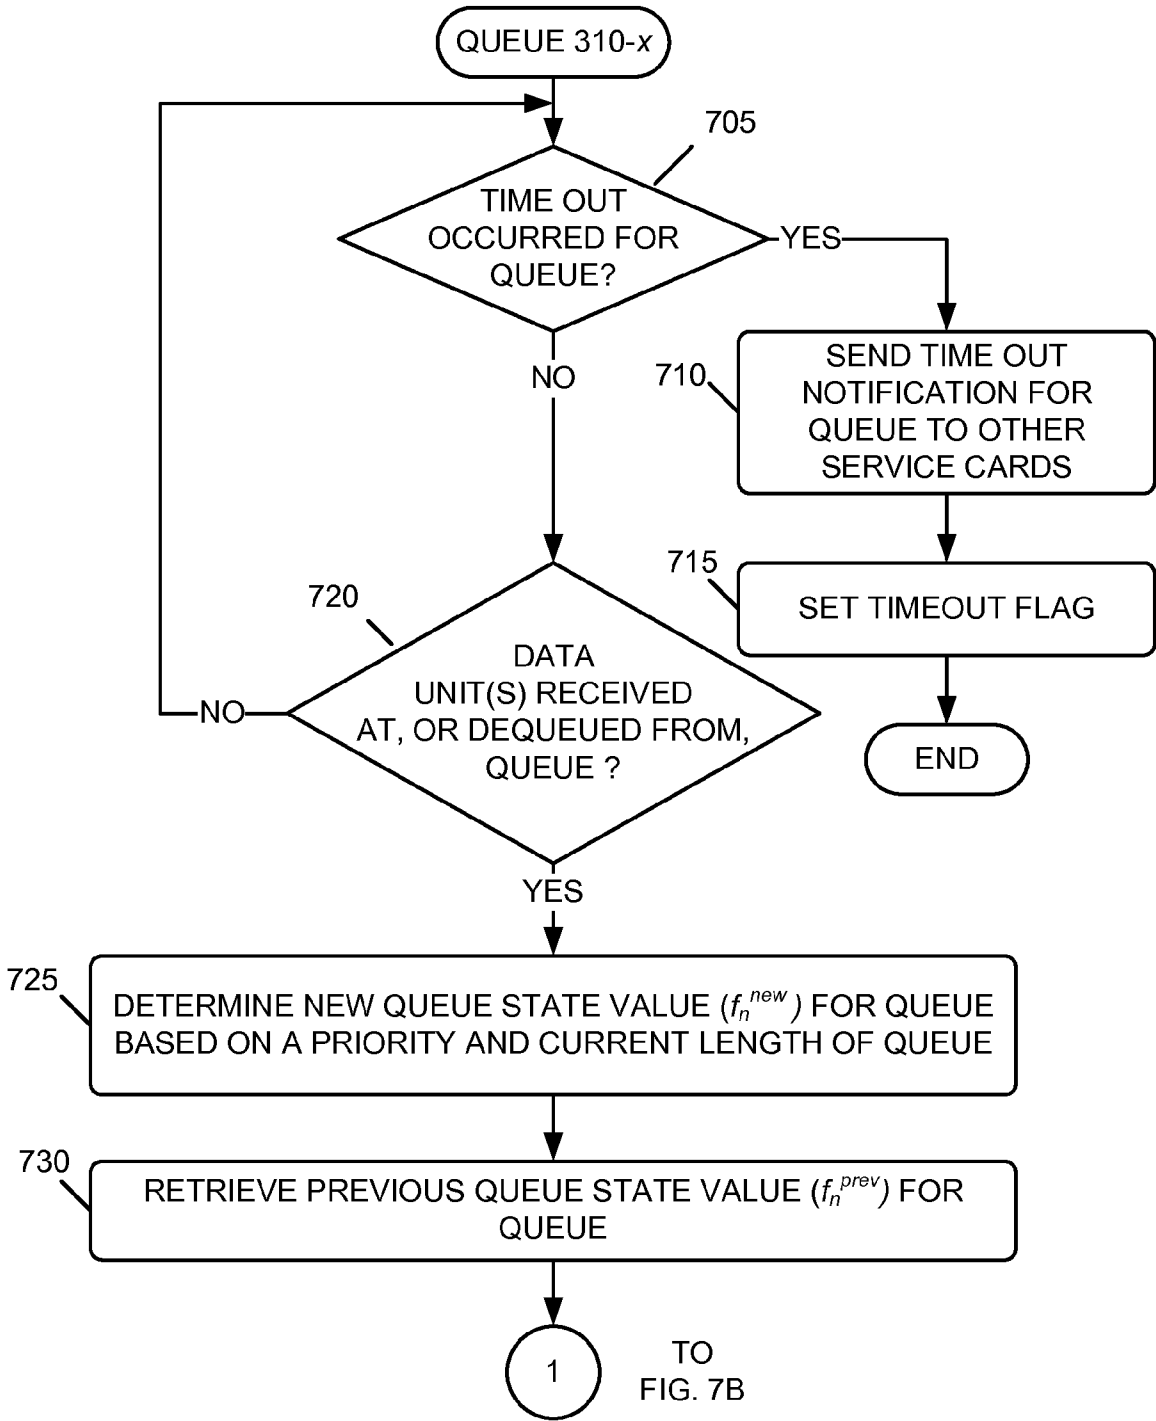 QUEUE 310-x
705
TIME OUT
OCCURRED FOR
QUEUE?
YES
NO
710
SEND TIME OUT
NOTIFICATION FOR
QUEUE TO OTHER
SERVICE CARDS
715
SET TIMEOUT FLAG
END
720
DATA
UNIT(S) RECEIVED
AT, OR DEQUEUED FROM,
QUEUE ?
NO
YES
725
DETERMINE NEW QUEUE STATE VALUE (fₙⁿᵉʷ) FOR QUEUE
BASED ON A PRIORITY AND CURRENT LENGTH OF QUEUE
730
RETRIEVE PREVIOUS QUEUE STATE VALUE (fₙᵖʳᵉᵛ) FOR
QUEUE
1
TO
FIG. 7B